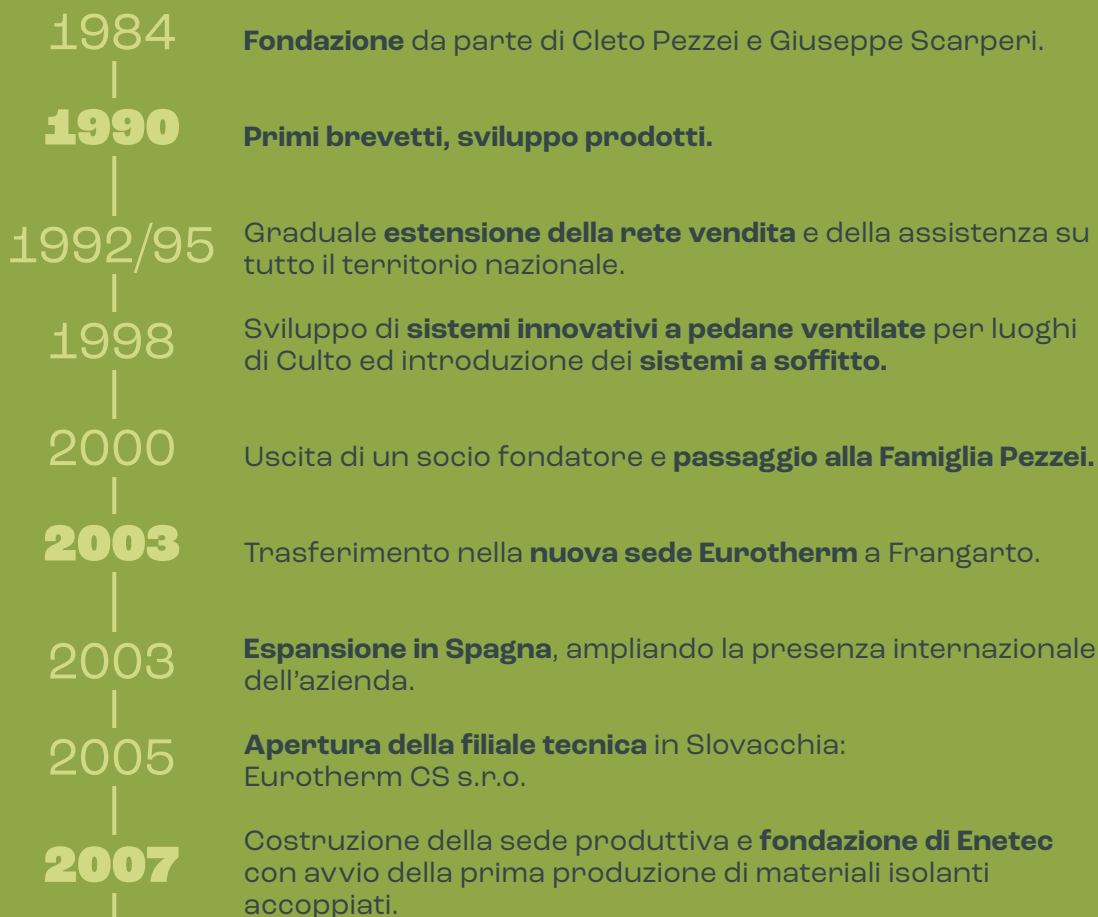 1984
Fondazione da parte di Cleto Pezzei e Giuseppe Scarperi.
1990
Primi brevetti, sviluppo prodotti.
1992/95
Graduale estensione della rete vendita e della assistenza su
tutto il territorio nazionale.
1998
Sviluppo di sistemi innovativi a pedane ventilate per luoghi
di Culto ed introduzione dei sistemi a soffitto.
2000
Uscita di un socio fondatore e passaggio alla Famiglia Pezzei.
2003
Trasferimento nella nuova sede Eurotherm a Frangarto.
2003
Espansione in Spagna, ampliando la presenza internazionale
dell’azienda.
2005
Apertura della filiale tecnica in Slovacchia:
Eurotherm CS s.r.o.
2007
Costruzione della sede produttiva e fondazione di Enetec
con avvio della prima produzione di materiali isolanti
accoppiati.